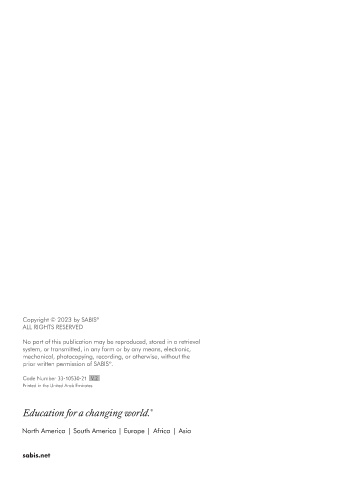 Copyright © 2023 by SABIS®
ALL RIGHTS RESERVED
No part of this publication may be reproduced, stored in a retrieval
system, or transmitted, in any form or by any means, electronic,
mechanical, photocopying, recording, or otherwise, without the
prior written permission of SABIS®.
Code Number 33-10530-21
Printed in the United Arab Emirates.
Education for a changing world.®
North America | South America | Europe | Africa | Asia
sabis.net